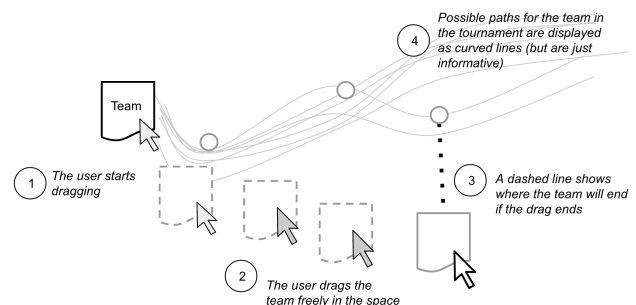 4
Possible paths for the team in
the tournament are displayed
as curved lines (but are just
informative)
Team
1
The user starts
dragging
3
A dashed line shows
where the team will end
if the drag ends
2
The user drags the
team freely in the space